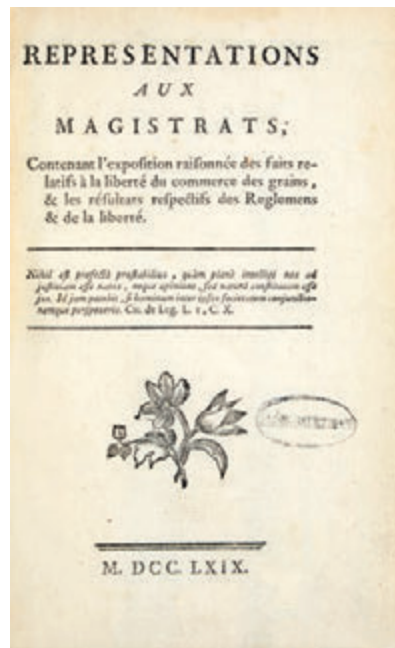 REPRESENTATIONS
AUX
MAGISTRATS,
Contenant l'exposition raisonnée des faits re-
latifs à la liberté du commerce des grains,
& les résultats respectifs des Reglemens
& de la liberté.
Nihil est profectò præstabilius, quàm planè intelligi nos ad
justitiam esse natos, neque opinione, sed naturâ constitutum esse
jus. Id jam patebit, si hominum inter ipsos societatem conjunctio-
nemque perspexeris. Cic. de Leg. L. 1, C. X.
M. DCC. LXIX.